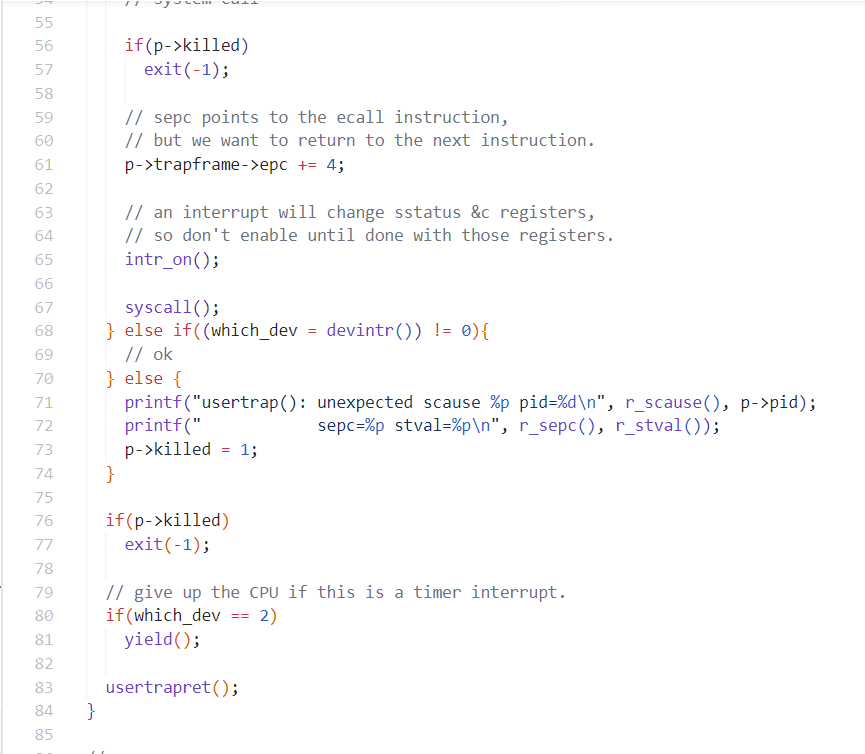 54 // system call
55
56 if(p->killed)
57 exit(-1);
58
59 // sepc points to the ecall instruction,
60 // but we want to return to the next instruction.
61 p->trapframe->epc += 4;
62
63 // an interrupt will change sstatus &c registers,
64 // so don't enable until done with those registers.
65 intr_on();
66
67 syscall();
68 } else if((which_dev = devintr()) != 0){
69 // ok
70 } else {
71 printf("usertrap(): unexpected scause %p pid=%d\n", r_scause(), p->pid);
72 printf("            sepc=%p stval=%p\n", r_sepc(), r_stval());
73 p->killed = 1;
74 }
75
76 if(p->killed)
77 exit(-1);
78
79 // give up the CPU if this is a timer interrupt.
80 if(which_dev == 2)
81 yield();
82
83 usertrapret();
84 }
85
//